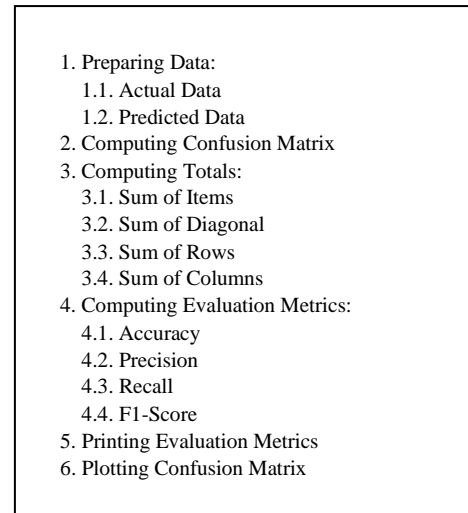 1. Preparing Data:
1.1. Actual Data
1.2. Predicted Data
2. Computing Confusion Matrix
3. Computing Totals:
3.1. Sum of Items
3.2. Sum of Diagonal
3.3. Sum of Rows
3.4. Sum of Columns
4. Computing Evaluation Metrics:
4.1. Accuracy
4.2. Precision
4.3. Recall
4.4. F1-Score
5. Printing Evaluation Metrics
6. Plotting Confusion Matrix